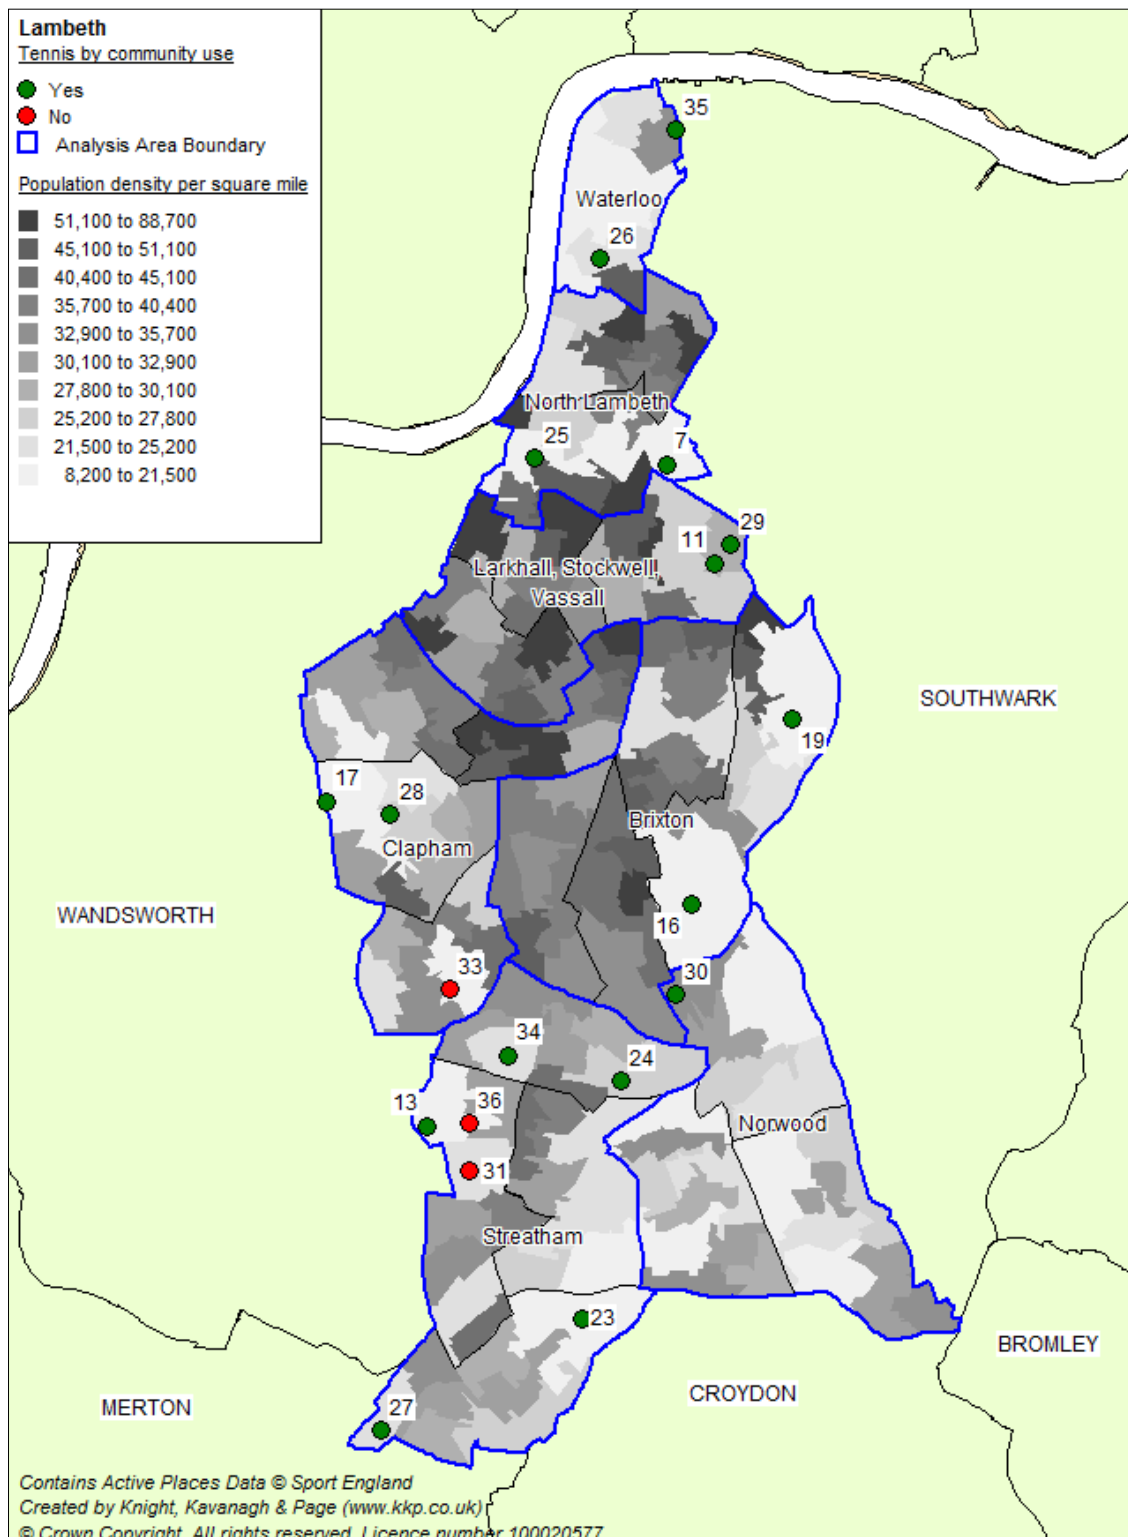 Lambeth
Tennis by community use
Yes
No
Analysis Area Boundary
Population density per square mile
51,100 to 88,700
45,100 to 51,100
40,400 to 45,100
35,700 to 40,400
32,900 to 35,700
30,100 to 32,900
27,800 to 30,100
25,200 to 27,800
21,500 to 25,200
8,200 to 21,500
35
Waterloo
26
North Lambeth
25
7
29
11
Larkhall, Stockwell,
Vassall
SOUTHWARK
19
17
28
Brixton
Clapham
WANDSWORTH
16
33
30
34
24
13
36
Norwood
31
Streatham
23
BROMLEY
CROYDON
MERTON
27
Contains Active Places Data © Sport England
Created by Knight, Kavanagh & Page (www.kkp.co.uk)
© Crown Copyright. All rights reserved. Licence number 100020577